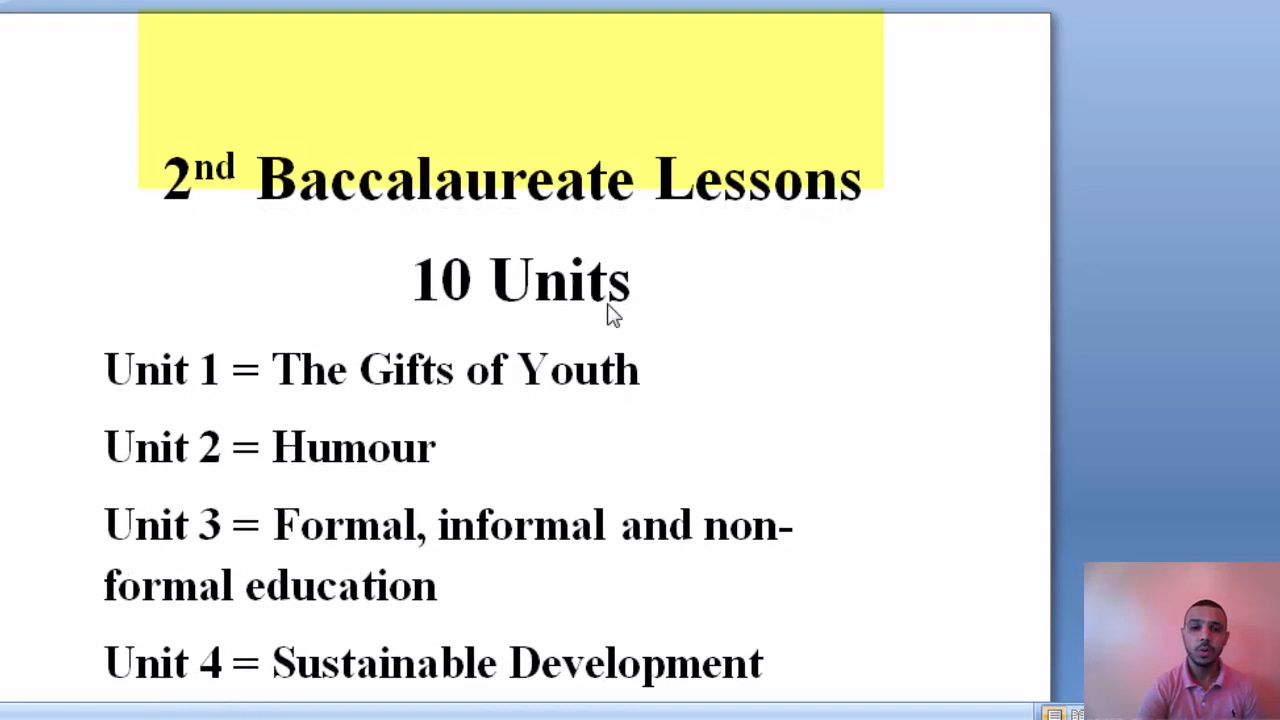 2nd Baccalaureate Lessons
10 Units
Unit 1 = The Gifts of Youth
Unit 2 = Humour
Unit 3 = Formal, informal and non-
formal education
Unit 4 = Sustainable Development